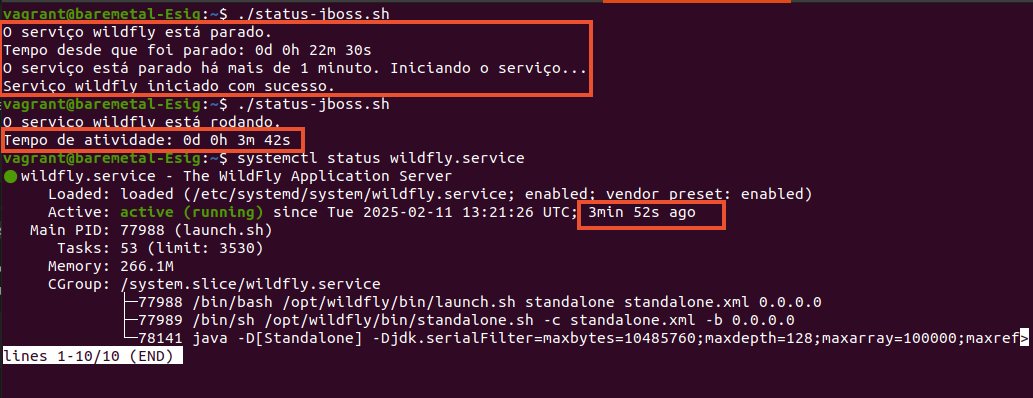 vagrant@baremetal-Esig:~$ ./status-jboss.sh
O serviço wildfly está parado.
Tempo desde que foi parado: 0d 0h 22m 30s
O serviço está parado há mais de 1 minuto. Iniciando o serviço...
Serviço wildfly iniciado com sucesso.
vagrant@baremetal-Esig:~$ ./status-jboss.sh
O serviço wildfly está rodando.
Tempo de atividade: 0d 0h 3m 42s
vagrant@baremetal-Esig:~$ systemctl status wildfly.service
● wildfly.service - The WildFly Application Server
Loaded: loaded (/etc/systemd/system/wildfly.service; enabled; vendor preset: enabled)
Active: active (running) since Tue 2025-02-11 13:21:26 UTC; 3min 52s ago
Main PID: 77988 (launch.sh)
Tasks: 53 (limit: 3530)
Memory: 266.1M
CGroup: /system.slice/wildfly.service
├─77988 /bin/bash /opt/wildfly/bin/launch.sh standalone standalone.xml 0.0.0.0
├─77989 /bin/sh /opt/wildfly/bin/standalone.sh -c standalone.xml -b 0.0.0.0
└─78141 java -D[Standalone] -Djdk.serialFilter=maxbytes=10485760;maxdepth=128;maxarray=100000;maxref>
lines 1-10/10 (END)